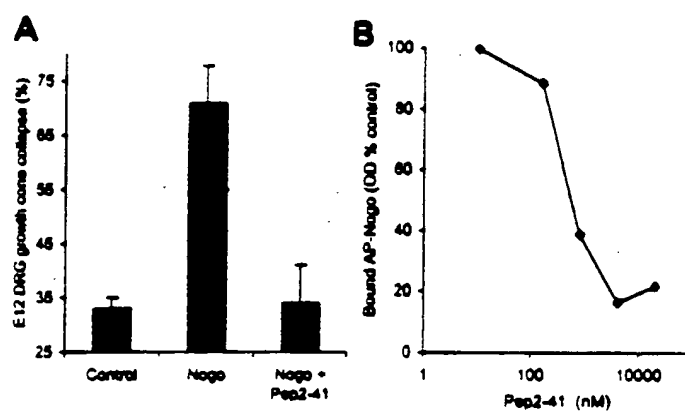 A
E12 DRG growth cone collapse (%)
75
65
55
45
35
25
Control
Nogo
Nogo +
Pep2-41
B
Bound AP-Nogo (OD % control)
100
80
60
40
20
0
1
100
10000
Pep2-41 (nM)